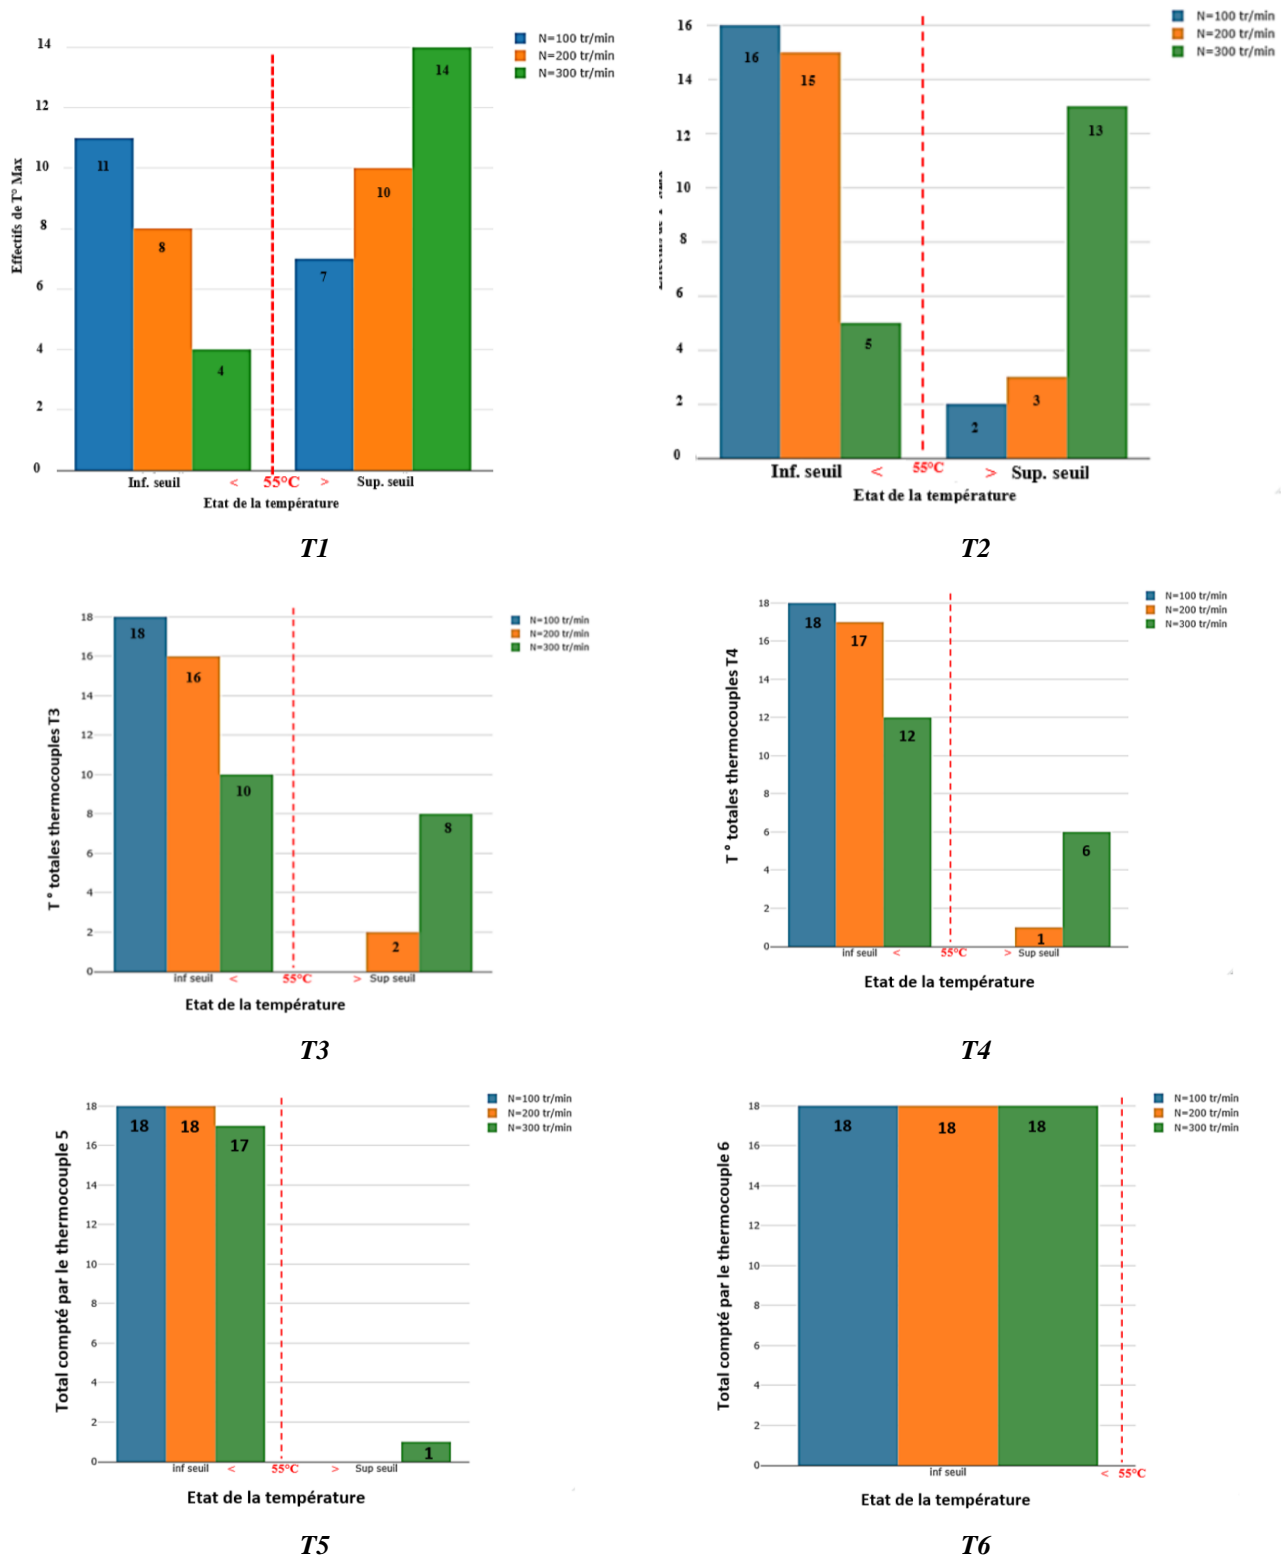 14
12
10
8
6
4
2
0
Effectifs de T° Max
11
8
4
7
10
14
N=100 tr/min
N=200 tr/min
N=300 tr/min
Inf. seuil < 55°C > Sup. seuil
Etat de la température
T1
16
14
12
10
8
6
4
2
0
16
15
5
2
3
13
N=100 tr/min
N=200 tr/min
N=300 tr/min
Inf. seuil < 55°C > Sup. seuil
Etat de la température
T2
18
16
14
12
10
8
6
4
2
0
T° totales thermocouples T3
18
16
10
2
8
N=100 tr/min
N=200 tr/min
N=300 tr/min
inf seuil < 55°C > Sup seuil
Etat de la température
T3
18
16
14
12
10
8
6
4
2
0
T° totales thermocouples T4
18
17
12
1
6
N=100 tr/min
N=200 tr/min
N=300 tr/min
inf seuil < 55°C > Sup seuil
Etat de la température
T4
18
16
14
12
10
8
6
4
2
0
Total compté par le thermocouple 5
18
18
17
1
N=100 tr/min
N=200 tr/min
N=300 tr/min
inf seuil < 55°C > Sup seuil
Etat de la température
T5
18
16
14
12
10
8
6
4
2
0
Total compté par le thermocouple 6
18
18
18
N=100 tr/min
N=200 tr/min
N=300 tr/min
inf seuil < 55°C
Etat de la température
T6